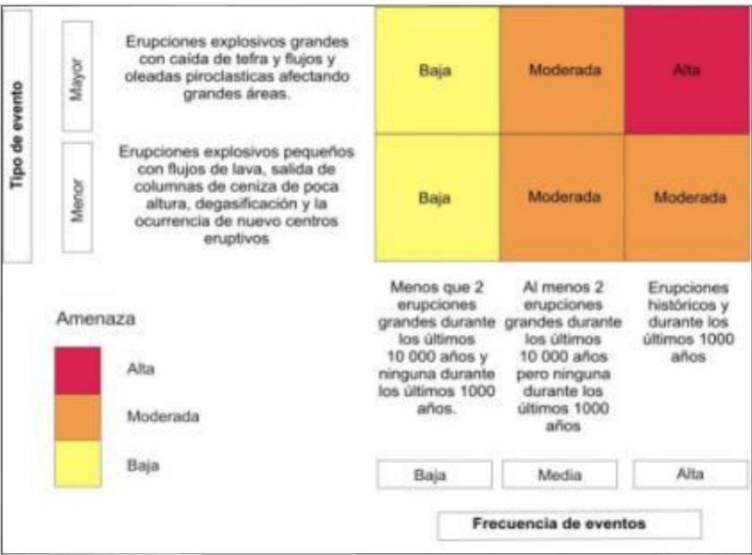 Tipo de evento
Mayor
Erupciones explosivos grandes
con caída de tefra y flujos y
oleadas piroclasticas afectando
grandes áreas.
Baja
Moderada
Alta
Menor
Erupciones explosivos pequeños
con flujos de lava, salida de
columnas de ceniza de poca
altura, degasificación y la
ocurrencia de nuevo centros
eruptivos
Baja
Moderada
Moderada
Menos que 2
erupciones
grandes durante
los últimos
10 000 años y
ninguna durante
los últimos 1000
años.
Al menos 2
erupciones
grandes durante
los últimos
10 000 años
pero ninguna
durante los
últimos 1000
años
Erupciones
históricos y
durante los
últimos 1000
años
Amenaza
Alta
Moderada
Baja
Baja
Media
Alta
Frecuencia de eventos